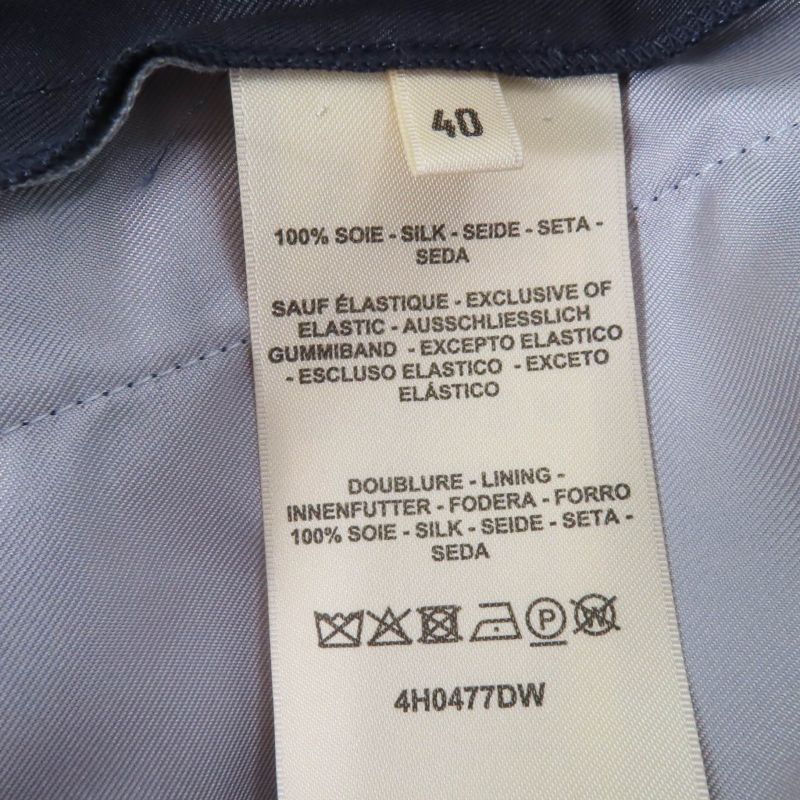 40
100% SOIE - SILK - SEIDE - SETA -
SEDA
SAUF ÉLASTIQUE - EXCLUSIVE OF
ELASTIC - AUSSCHLIESSLICH
GUMMIBAND - EXCEPTO ELASTICO
- ESCLUSO ELASTICO - EXCETO
ELÁSTICO
DOUBLURE - LINING -
INNENFUTTER - FODERA - FORRO
100% SOIE - SILK - SEIDE - SETA -
SEDA
P W
4H0477DW